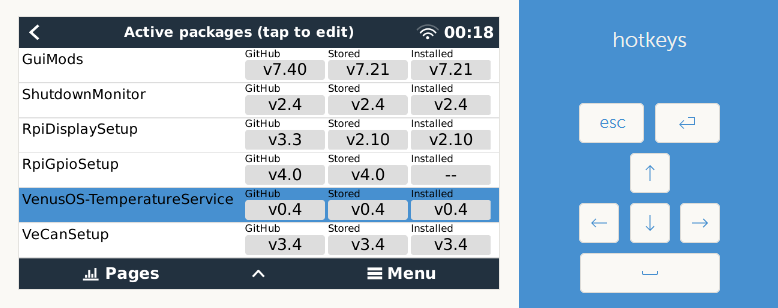 Active packages (tap to edit) 00:18
GitHub Stored Installed
GuiMods v7.40 v7.21 v7.21
GitHub Stored Installed
ShutdownMonitor v2.4 v2.4 v2.4
GitHub Stored Installed
RpiDisplaySetup v3.3 v2.10 v2.10
GitHub Stored Installed
RpiGpioSetup v4.0 v4.0 --
GitHub Stored Installed
VenusOS-TemperatureService v0.4 v0.4 v0.4
GitHub Stored Installed
VeCanSetup v3.4 v3.4 v3.4
Pages Menu
hotkeys
esc